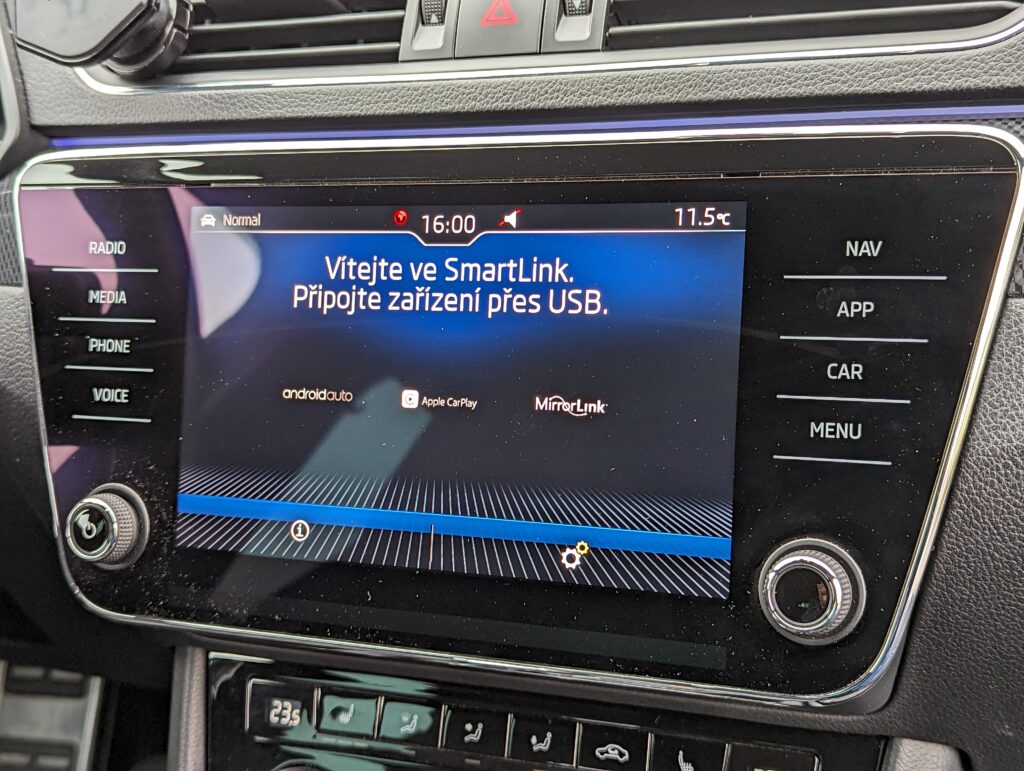 Normal
16:00
11.5°C
Vítejte ve SmartLink.
Připojte zařízení přes USB.
androidauto
Apple CarPlay
MirrorLink
RADIO
MEDIA
PHONE
VOICE
NAV
APP
CAR
MENU
23.5